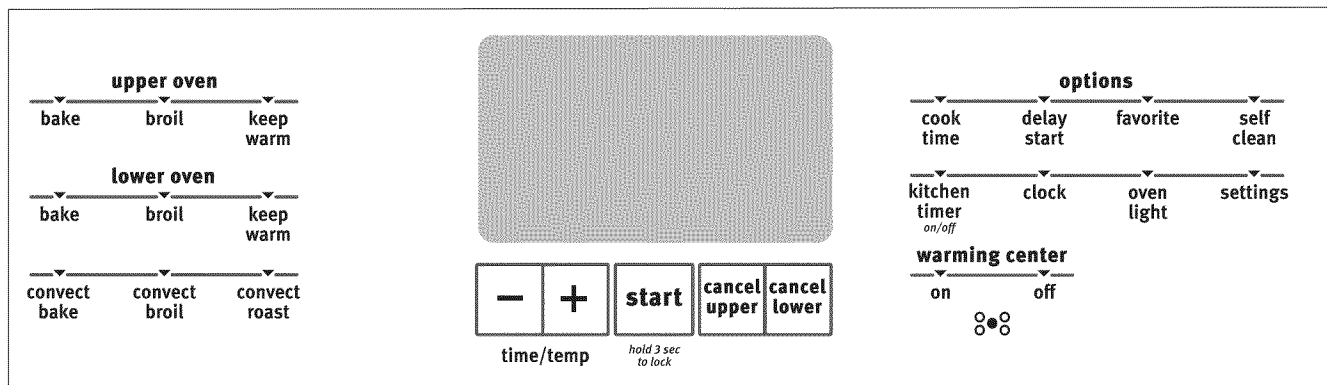 upper oven
bake broil keep warm
lower oven
bake broil keep warm
convect bake convect broil convect roast
− +
time/temp
start
hold 3 sec
to lock
cancel upper
cancel lower
options
cook time delay start favorite self clean
kitchen timer on/off clock oven light settings
warming center
on off